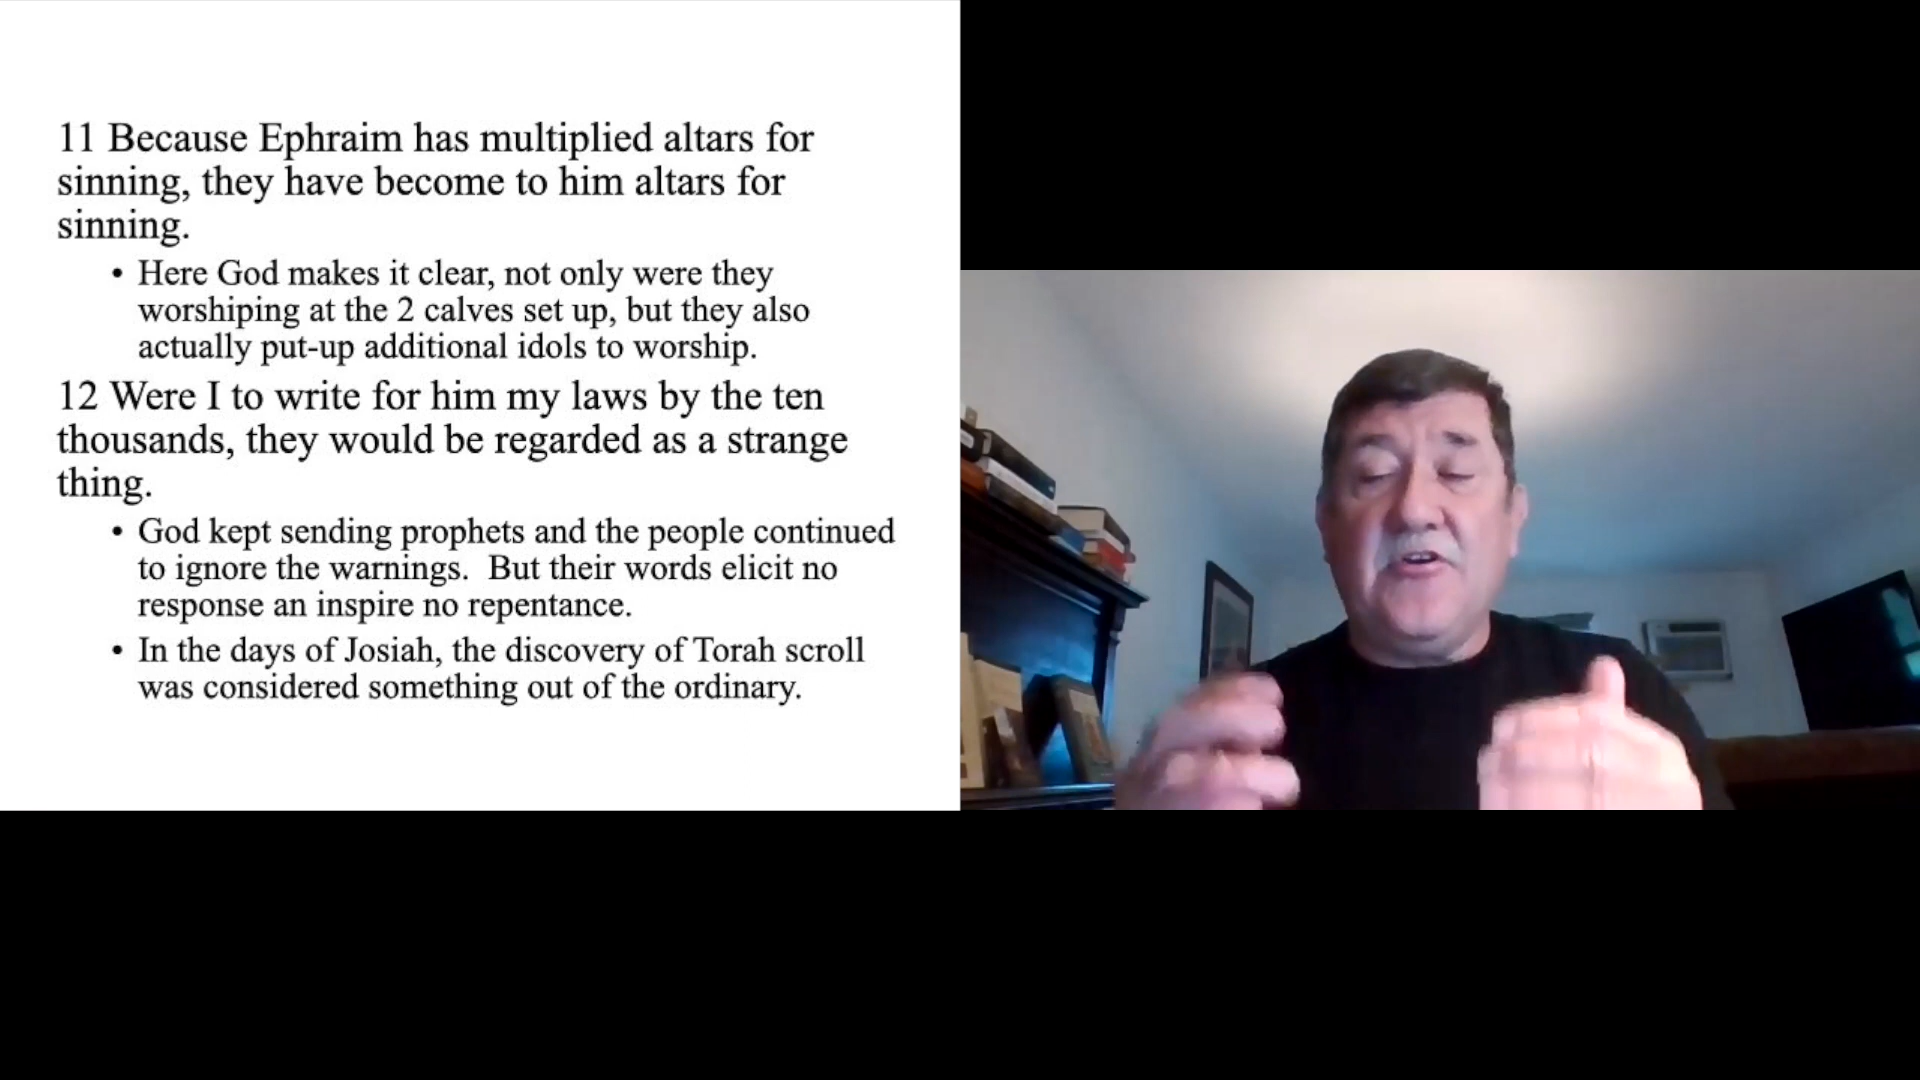 11 Because Ephraim has multiplied altars for
sinning, they have become to him altars for
sinning.
• Here God makes it clear, not only were they
worshiping at the 2 calves set up, but they also
actually put-up additional idols to worship.
12 Were I to write for him my laws by the ten
thousands, they would be regarded as a strange
thing.
• God kept sending prophets and the people continued
to ignore the warnings.  But their words elicit no
response an inspire no repentance.
• In the days of Josiah, the discovery of Torah scroll
was considered something out of the ordinary.